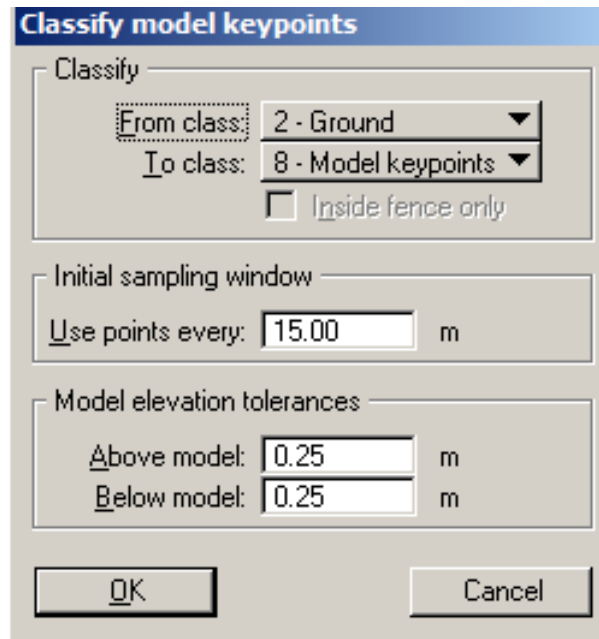 Classify model keypoints
Classify
From class: 2 - Ground
To class: 8 - Model keypoints
Inside fence only
Initial sampling window
Use points every: 15.00 m
Model elevation tolerances
Above model: 0.25 m
Below model: 0.25 m
OK Cancel